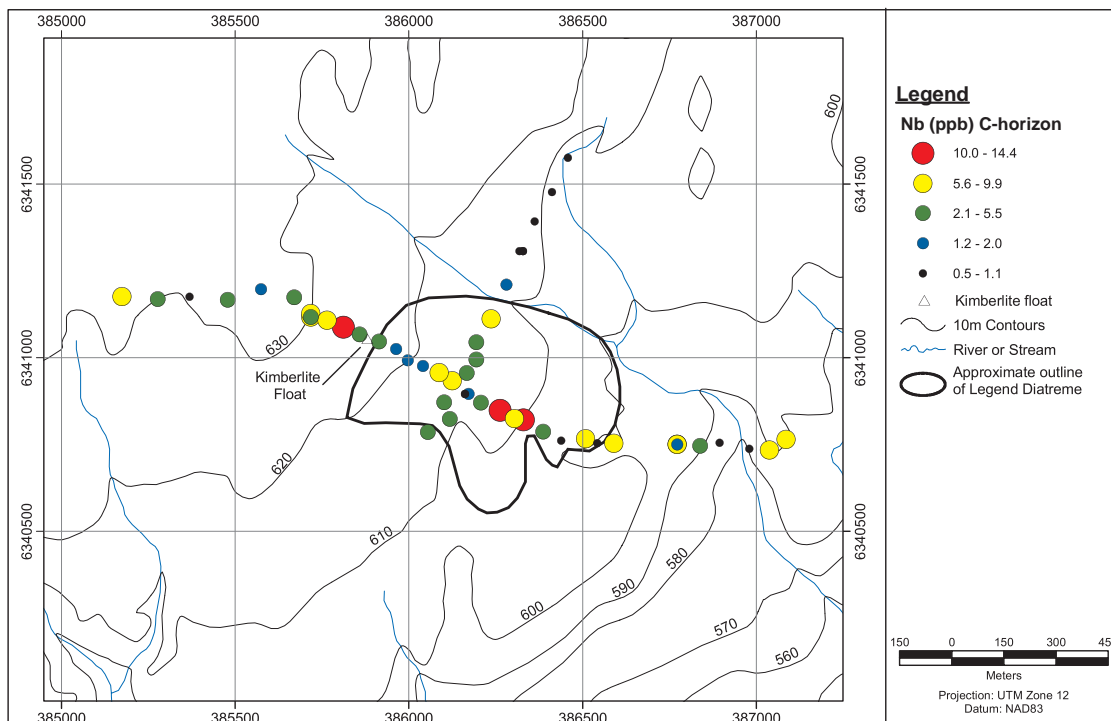 385000 385500 386000 386500 387000
6341500
6341000
6340500
6341500
6341000
6340500
600
630
Kimberlite
Float
620
610
600
590
580
570
560
385000 385500 386000 386500 387000
Legend
Nb (ppb) C-horizon
10.0 - 14.4
5.6 - 9.9
2.1 - 5.5
1.2 - 2.0
0.5 - 1.1
Kimberlite float
10m Contours
River or Stream
Approximate outline
of Legend Diatreme
150 0 150 300 45
Meters
Projection: UTM Zone 12
Datum: NAD83